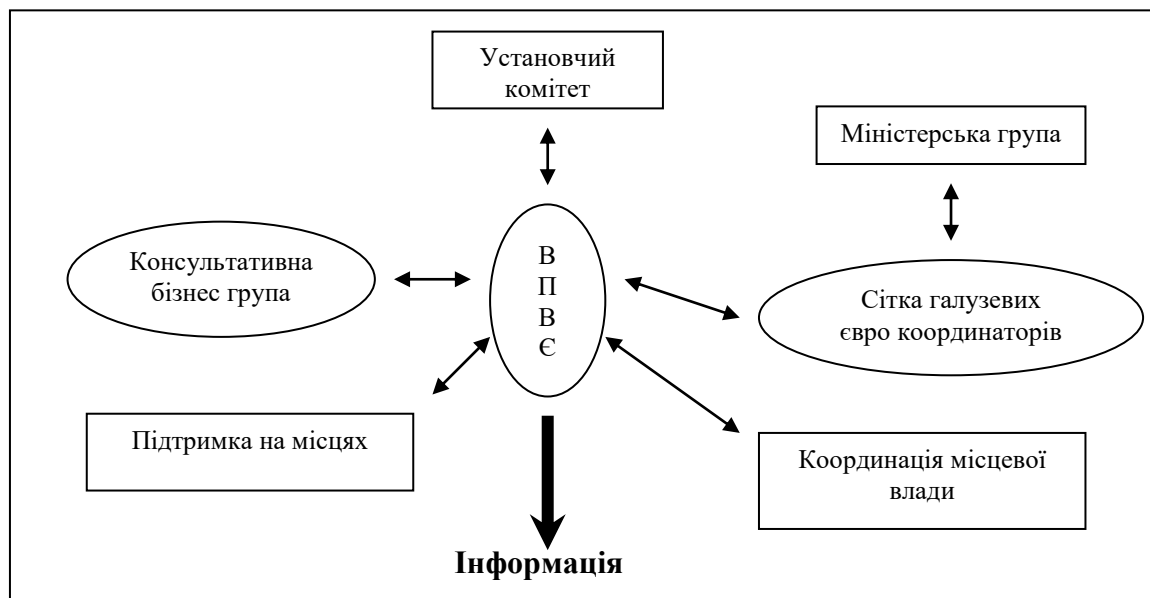 Установчий
комітет
Міністерська група
Консультативна
бізнес група
В
П
В
Є
Сітка галузевих
євро координаторів
Підтримка на місцях
Координація місцевої
влади
Інформація